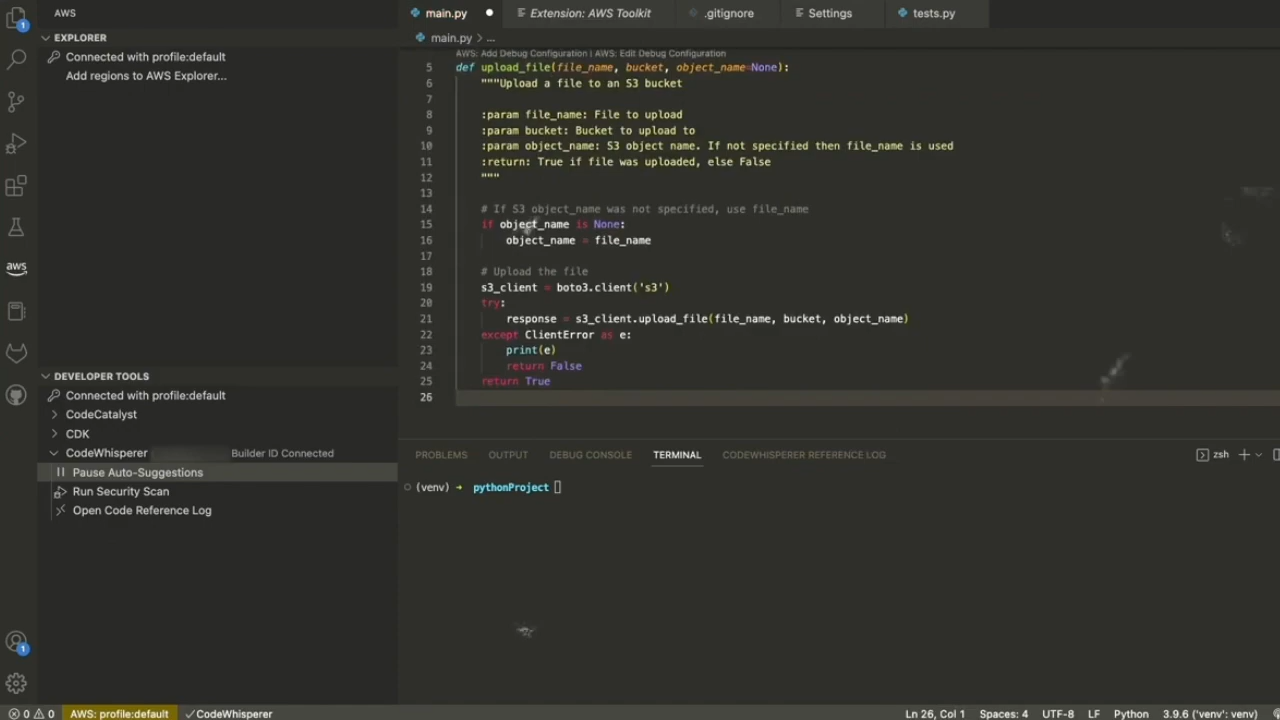 AWS
EXPLORER
Connected with profile:default
Add regions to AWS Explorer...
DEVELOPER TOOLS
Connected with profile:default
CodeCatalyst
CDK
CodeWhisperer Builder ID Connected
Pause Auto-Suggestions
Run Security Scan
Open Code Reference Log
1
aws
1
main.py Extension: AWS Toolkit .gitignore Settings tests.py
main.py > ...
AWS: Add Debug Configuration | AWS: Edit Debug Configuration
5 def upload_file(file_name, bucket, object_name=None):
6 """Upload a file to an S3 bucket
7
8 :param file_name: File to upload
9 :param bucket: Bucket to upload to
10 :param object_name: S3 object name. If not specified then file_name is used
11 :return: True if file was uploaded, else False
12 """
13
14 # If S3 object_name was not specified, use file_name
15 if object_name is None:
16 object_name = file_name
17
18 # Upload the file
19 s3_client = boto3.client('s3')
20 try:
21 response = s3_client.upload_file(file_name, bucket, object_name)
22 except ClientError as e:
23 print(e)
24 return False
25 return True
26
PROBLEMS OUTPUT DEBUG CONSOLE TERMINAL CODEWHISPERER REFERENCE LOG zsh
(venv) → pythonProject
0 0 AWS: profile:default CodeWhisperer Ln 26, Col 1 Spaces: 4 UTF-8 LF Python 3.9.6 ('venv': venv)